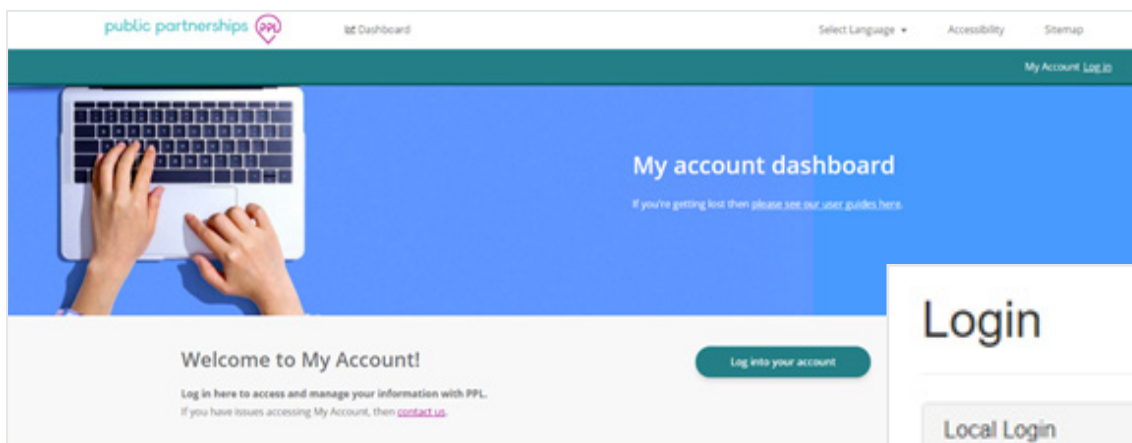 public partnerships PPL
Dashboard
Select Language
Accessibility
Sitemap
My Account Log in
My account dashboard
If you're getting lost then please see our user guides here.
Welcome to My Account!
Log into your account
Log in here to access and manage your information with PPL.
If you have issues accessing My Account, then contact us.
Login
Local Login